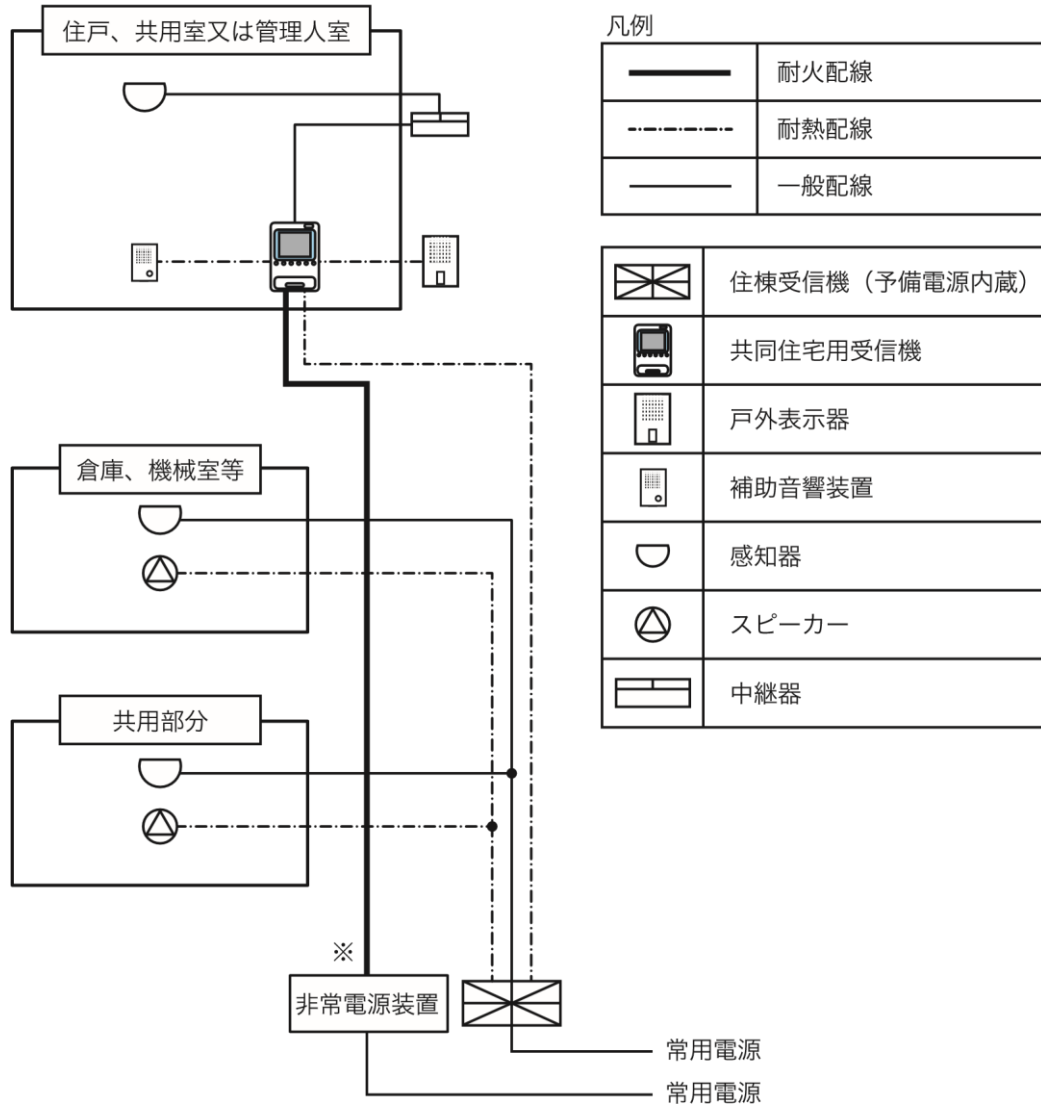 住戸、共用室又は管理人室
倉庫、機械室等
共用部分
※
非常電源装置
常用電源
常用電源
凡例
耐火配線
耐熱配線
一般配線
住棟受信機（予備電源内蔵）
共同住宅用受信機
戸外表示器
補助音響装置
感知器
スピーカー
中継器